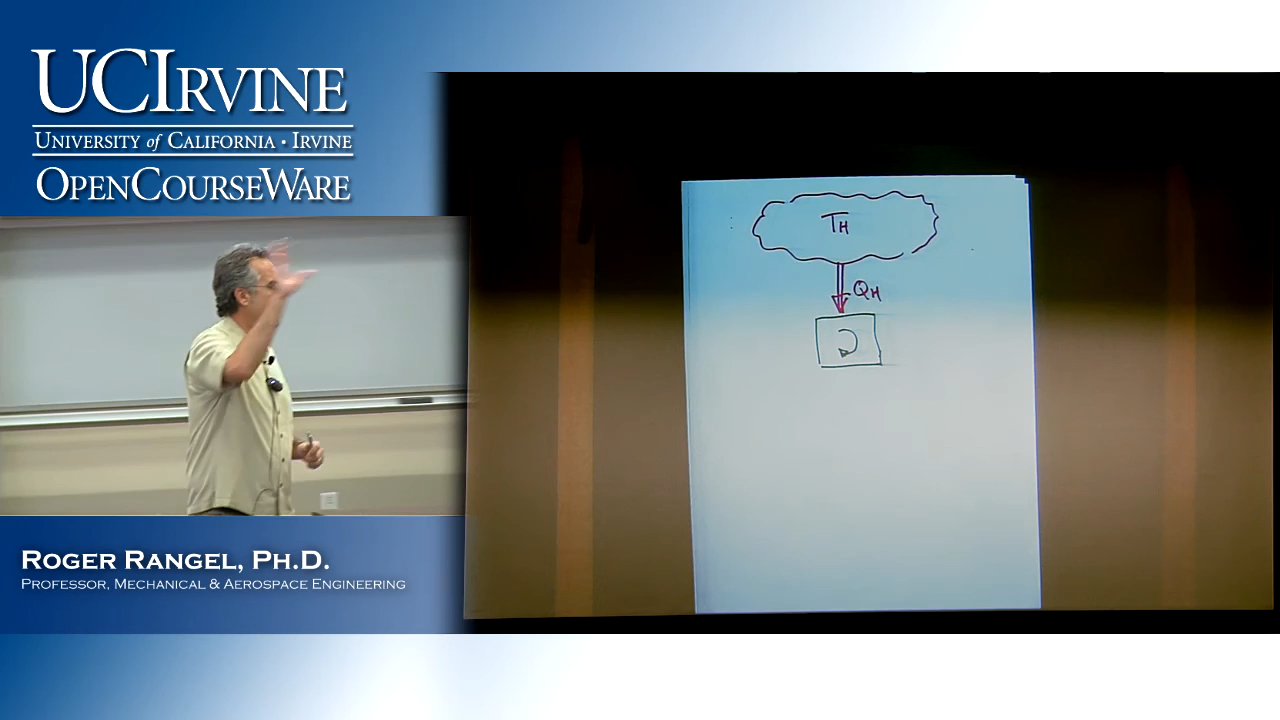 UCIRVINE
UNIVERSITY of CALIFORNIA · IRVINE
OPENCOURSEWARE
TH
QH
ROGER RANGEL, PH.D.
PROFESSOR, MECHANICAL & AEROSPACE ENGINEERING